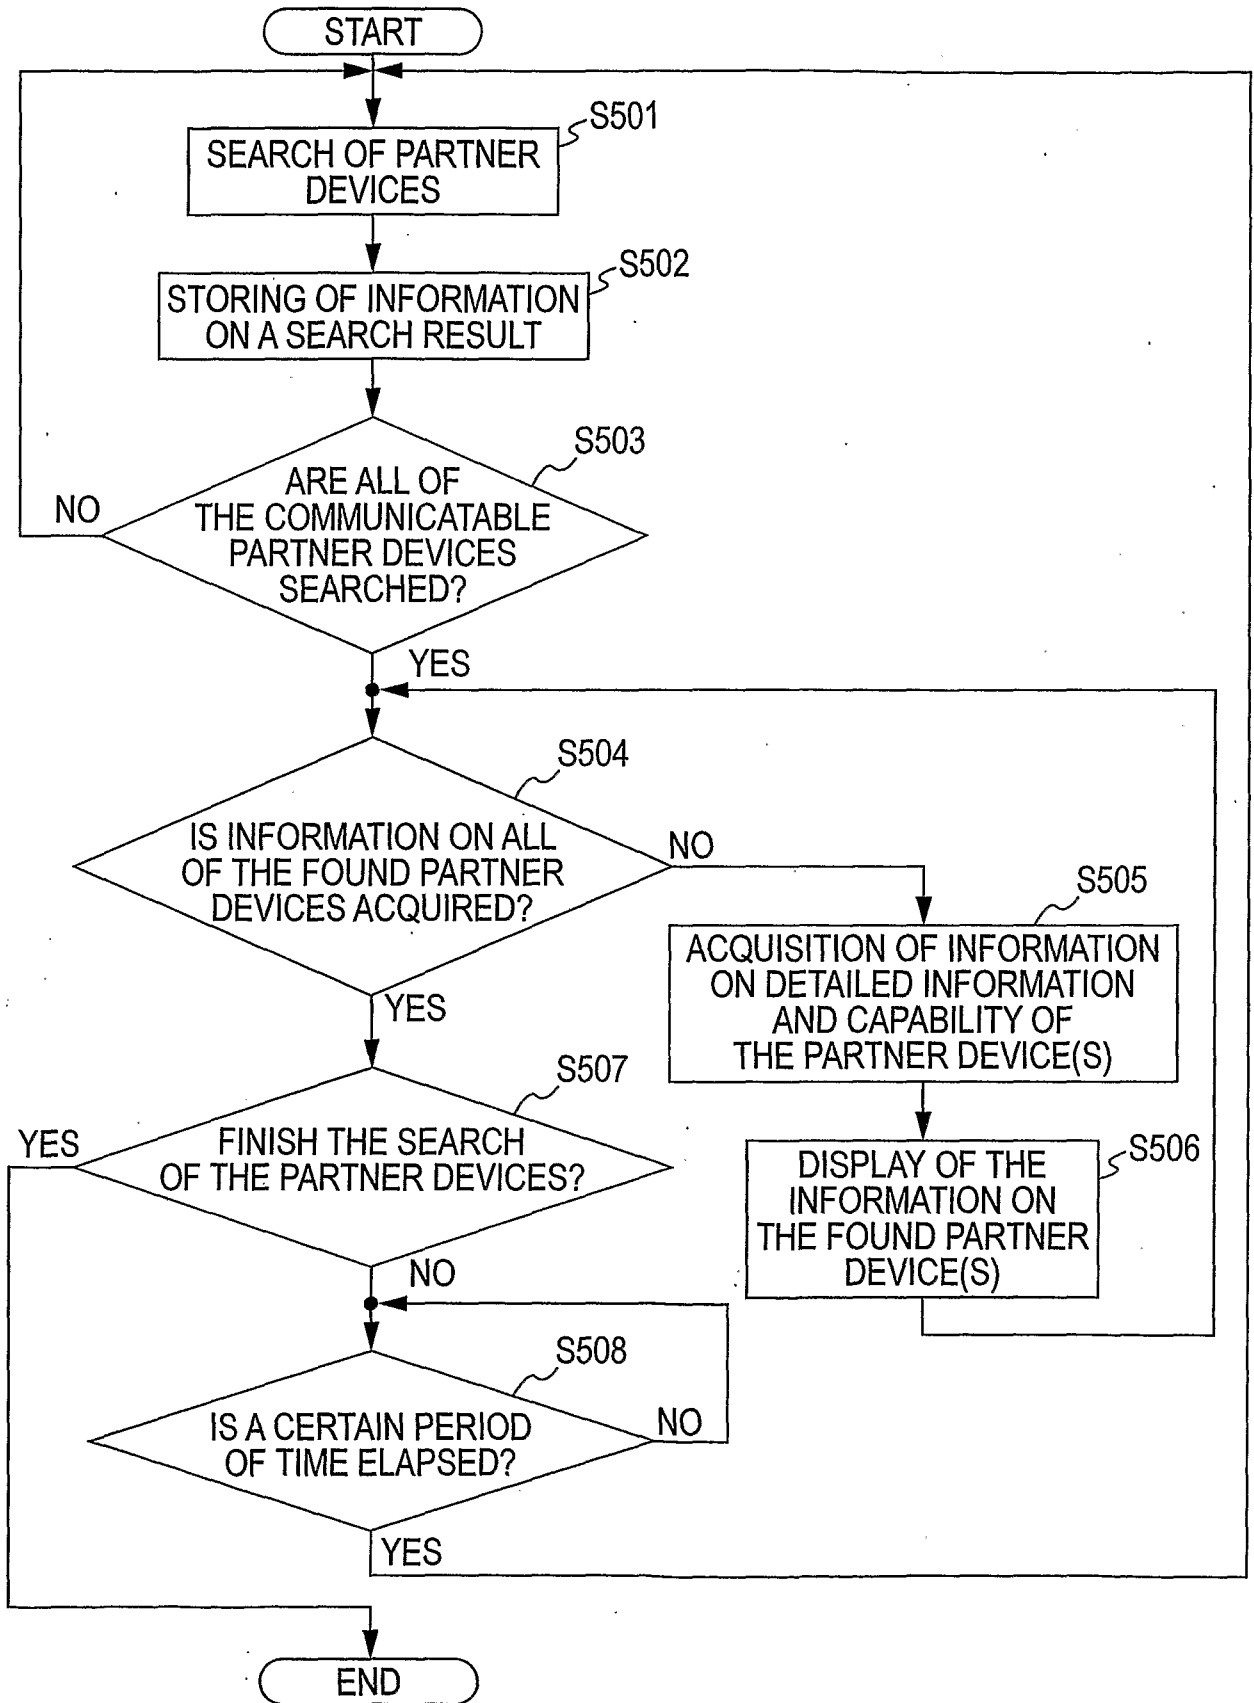 START
S501
SEARCH OF PARTNER
DEVICES
S502
STORING OF INFORMATION
ON A SEARCH RESULT
S503
ARE ALL OF
THE COMMUNICATABLE
PARTNER DEVICES
SEARCHED?
NO
YES
S504
IS INFORMATION ON ALL
OF THE FOUND PARTNER
DEVICES ACQUIRED?
NO
YES
S505
ACQUISITION OF INFORMATION
ON DETAILED INFORMATION
AND CAPABILITY OF
THE PARTNER DEVICE(S)
S506
DISPLAY OF THE
INFORMATION ON
THE FOUND PARTNER
DEVICE(S)
S507
FINISH THE SEARCH
OF THE PARTNER DEVICES?
YES
NO
S508
IS A CERTAIN PERIOD
OF TIME ELAPSED?
NO
YES
END